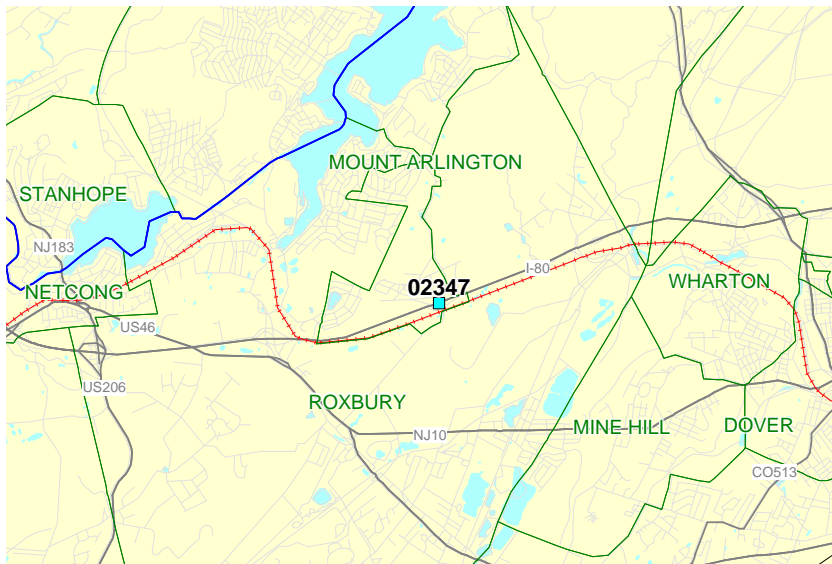 MOUNT ARLINGTON
STANHOPE
NJ183
I-80
WHARTON
02347
NETCONG
US46
US206
ROXBURY
NJ10
MINE HILL
DOVER
CO513